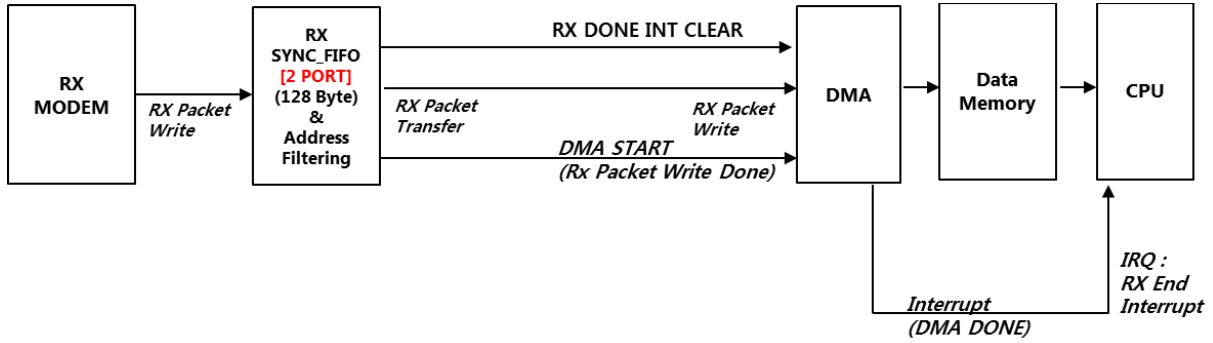 RX
MODEM
RX Packet
Write
RX
SYNC_FIFO
[2 PORT]
(128 Byte)
&
Address
Filtering
RX DONE INT CLEAR
RX Packet
Transfer
RX Packet
Write
DMA START
(Rx Packet Write Done)
DMA
Data
Memory
CPU
Interrupt
(DMA DONE)
IRQ :
RX End
Interrupt